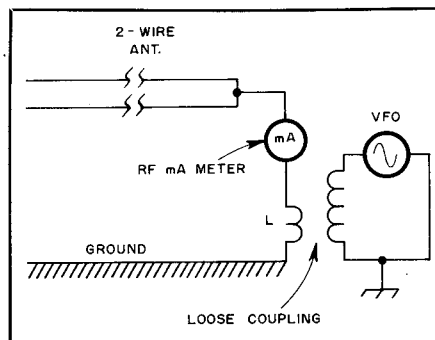 2-WIRE
ANT.
VFO
mA
RF mA METER
L
GROUND
LOOSE COUPLING